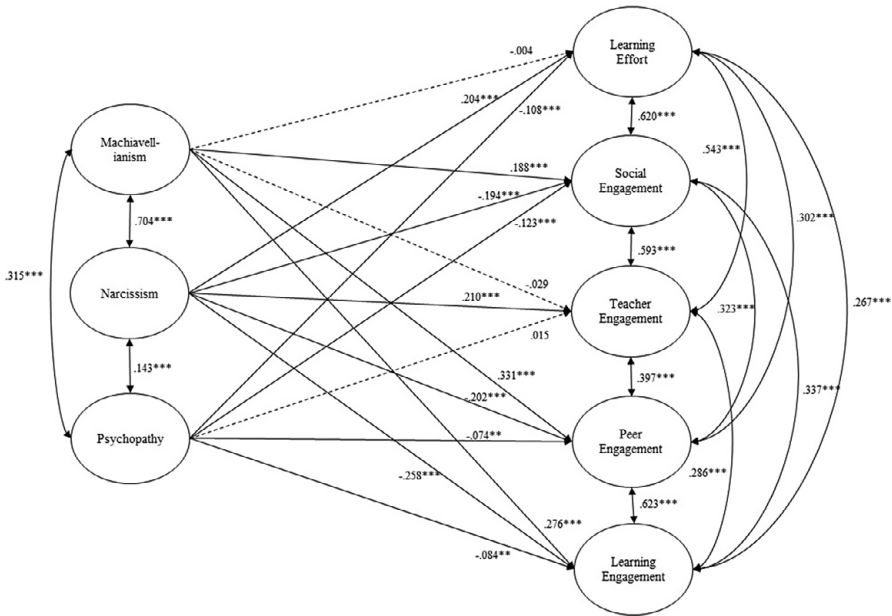 Learning
Effort
-.004
.204***
-.108***
.620***
Machiavell-
ianism
.543***
.188***
Social
Engagement
-.194***
.302***
-.123***
.704***
.593***
.315***
Narcissism
-.029
.210***
Teacher
Engagement
.323***
.267***
.015
.143***
.331***
.397***
.337***
-.202***
Psychopathy
-.074**
Peer
Engagement
-.258***
.286***
.623***
.276***
-.084**
Learning
Engagement